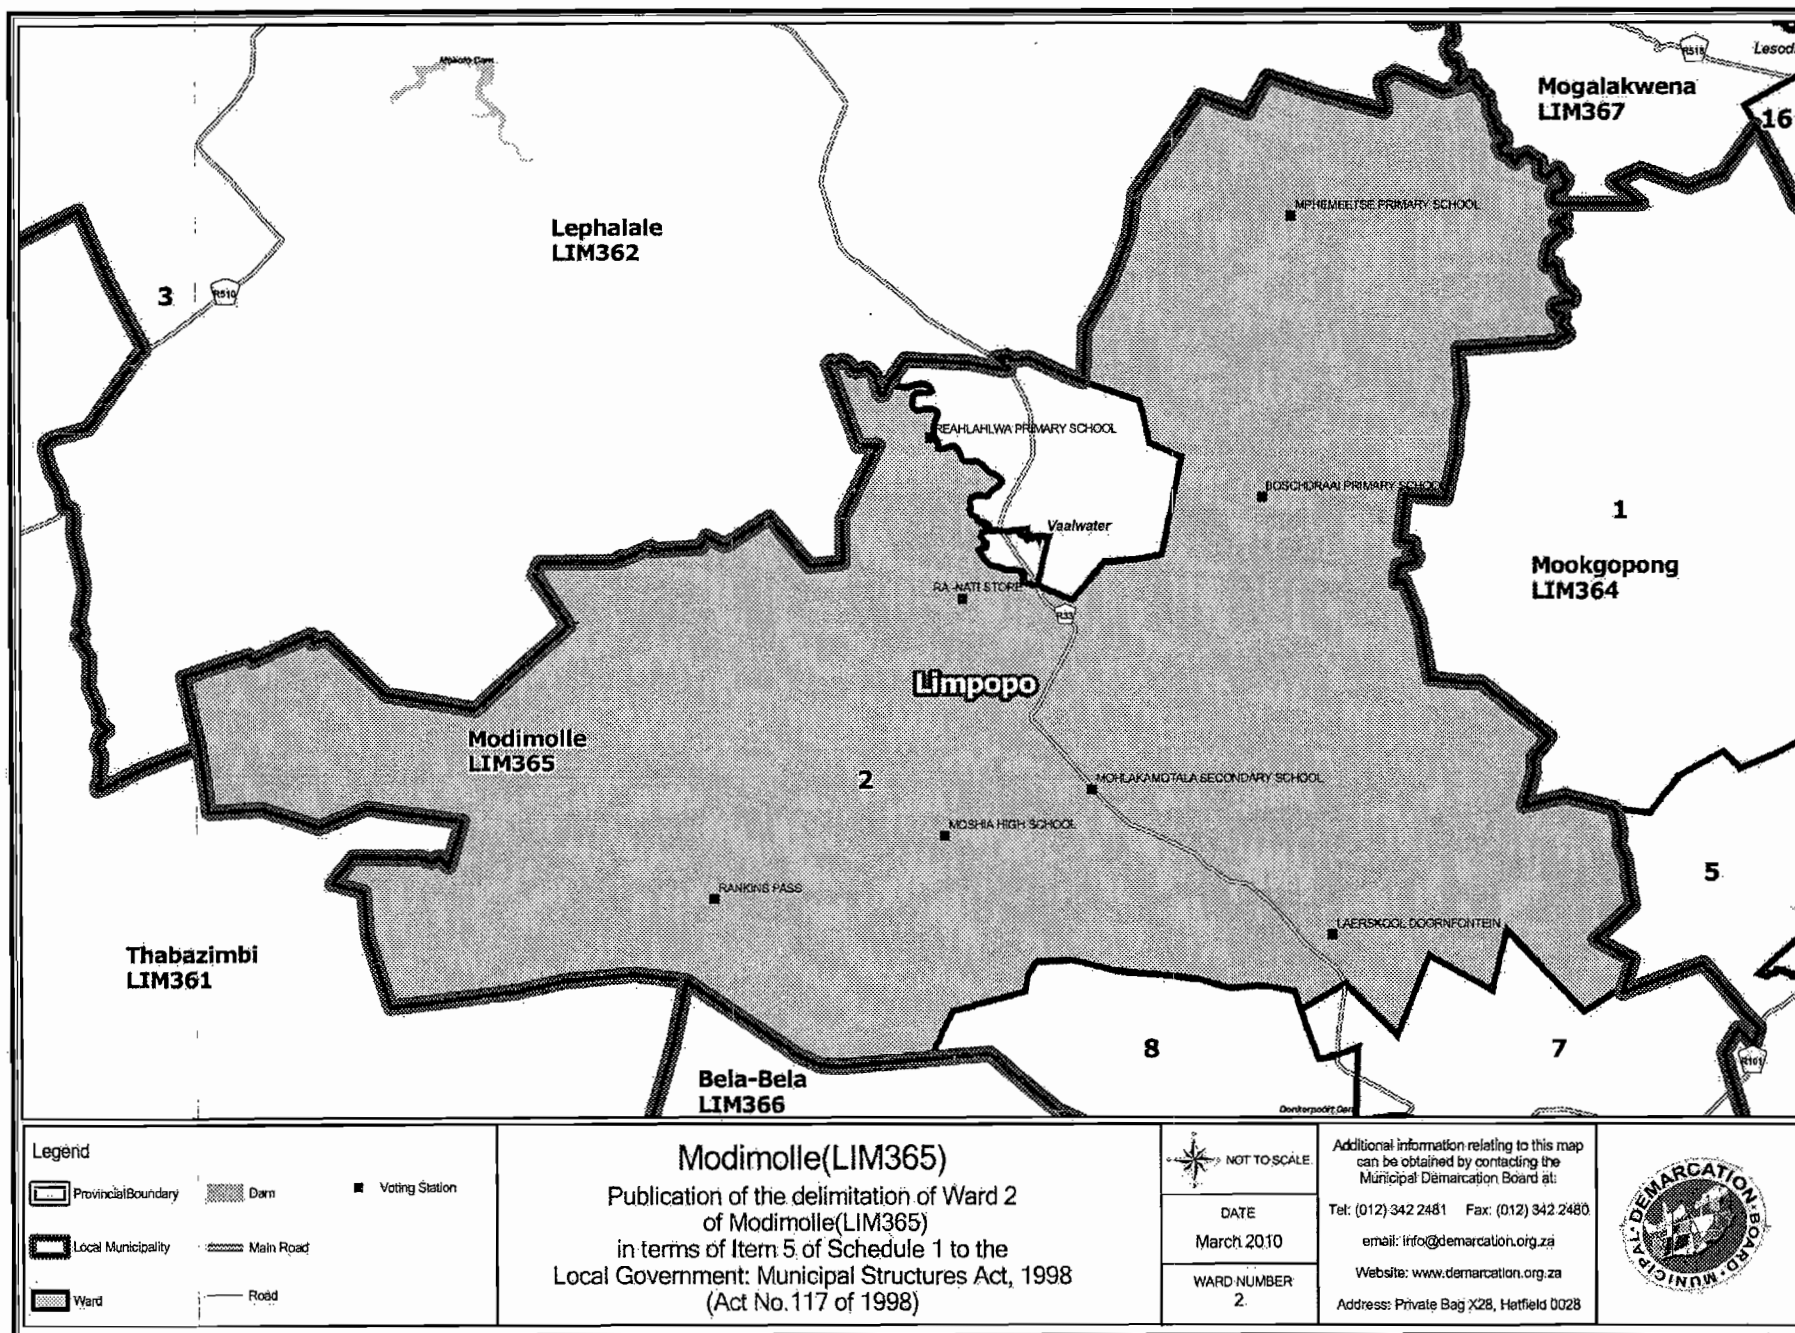 Mogalakwena
LIM367
R518
16
Lephalale
LIM362
MPHEMEETSE PRIMARY SCHOOL
3
R510
REAHLAHLWA PRIMARY SCHOOL
BOSCHDRAAI PRIMARY SCHOOL
1
Vaalwater
Mookgopong
LIM364
RA-NATI STORE
R33
Limpopo
Modimolle
LIM365
2
MOHLAKAMOTALA SECONDARY SCHOOL
MOSHIA HIGH SCHOOL
5
RANKINS PASS
LAERSKOOL DOORNFONTEIN
Thabazimbi
LIM361
8
7
R101
Bela-Bela
LIM366
Donkerpoort Dam
Legend
Provincial Boundary
Dam
Voting Station
Local Municipality
Main Road
Ward
Road
Modimolle(LIM365)
Publication of the delimitation of Ward 2
of Modimolle(LIM365)
in terms of Item 5 of Schedule 1 to the
Local Government: Municipal Structures Act, 1998
(Act No.117 of 1998)
NOT TO SCALE
DATE
March 2010
WARD NUMBER
2
Additional information relating to this map
can be obtained by contacting the
Municipal Demarcation Board at:
Tel: (012) 342 2481 Fax: (012) 342 2480
email: info@demarcation.org.za
Website: www.demarcation.org.za
Address: Private Bag X28, Hatfield 0028
MUNICIPAL DEMARCATION BOARD